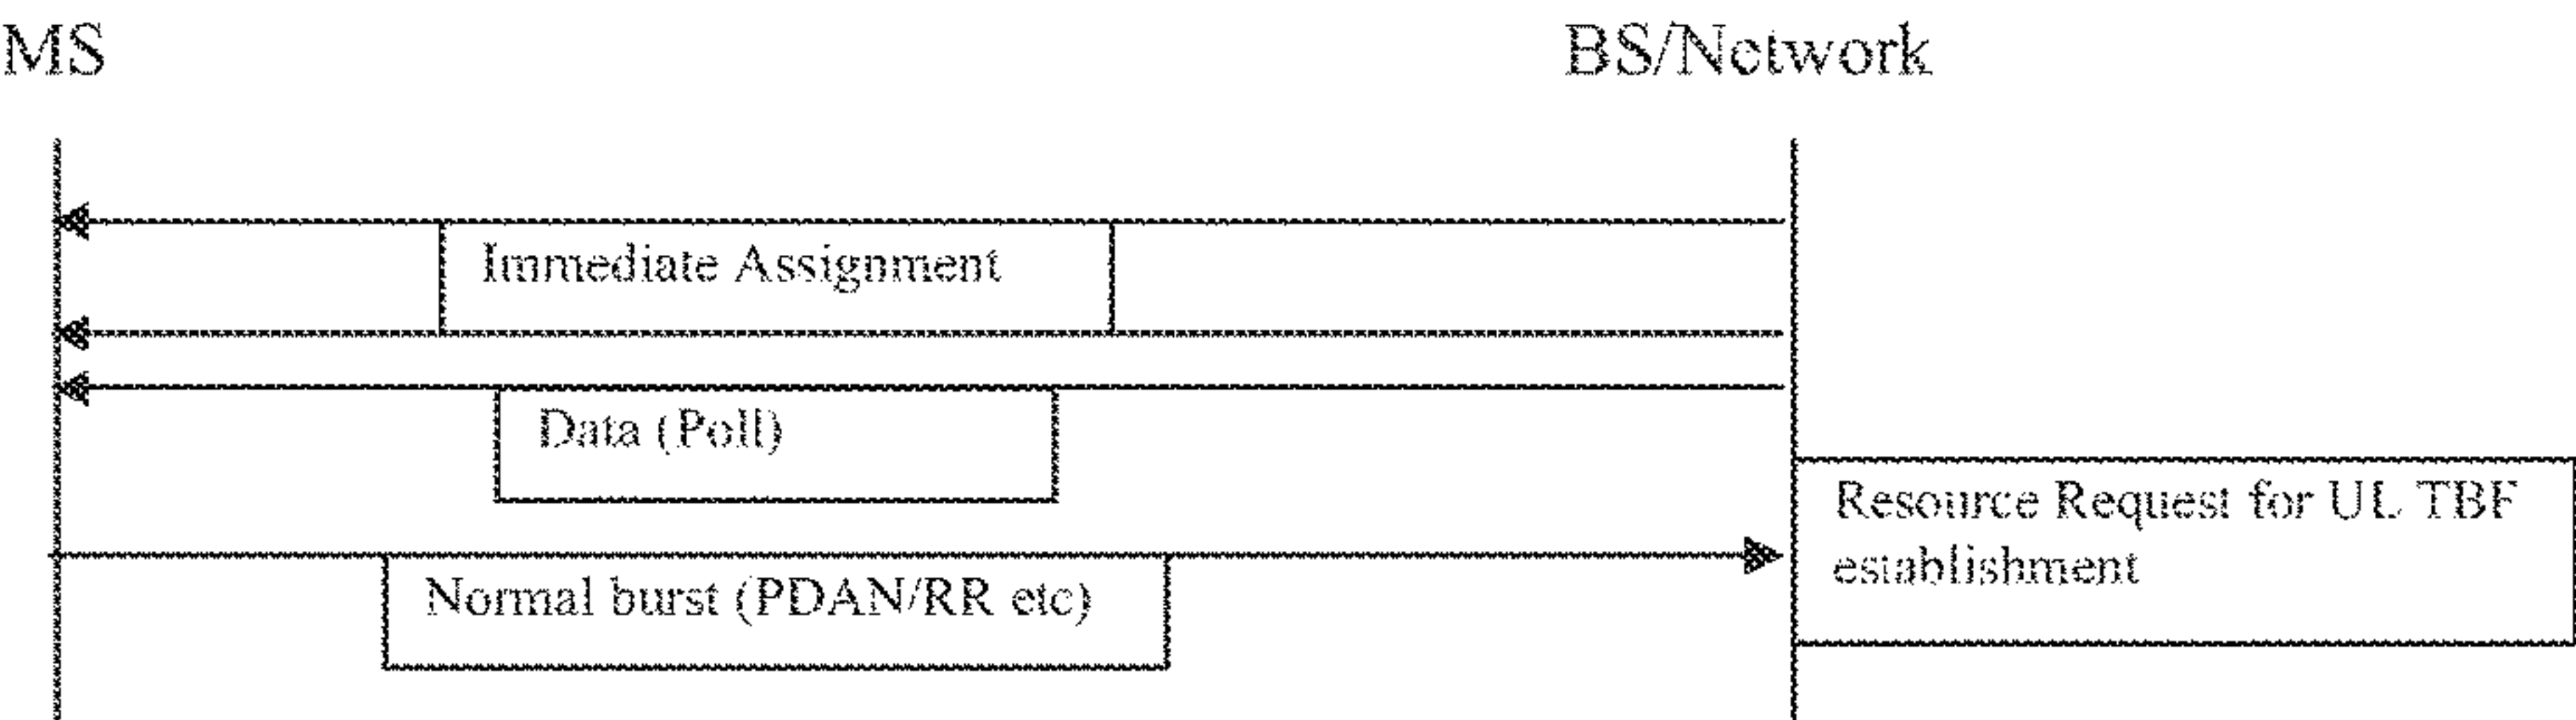 MS
BS/Network
Immediate Assignment
Data (Poll)
Resource Request for UL TBF
establishment
Normal burst (PDAN/RR etc)